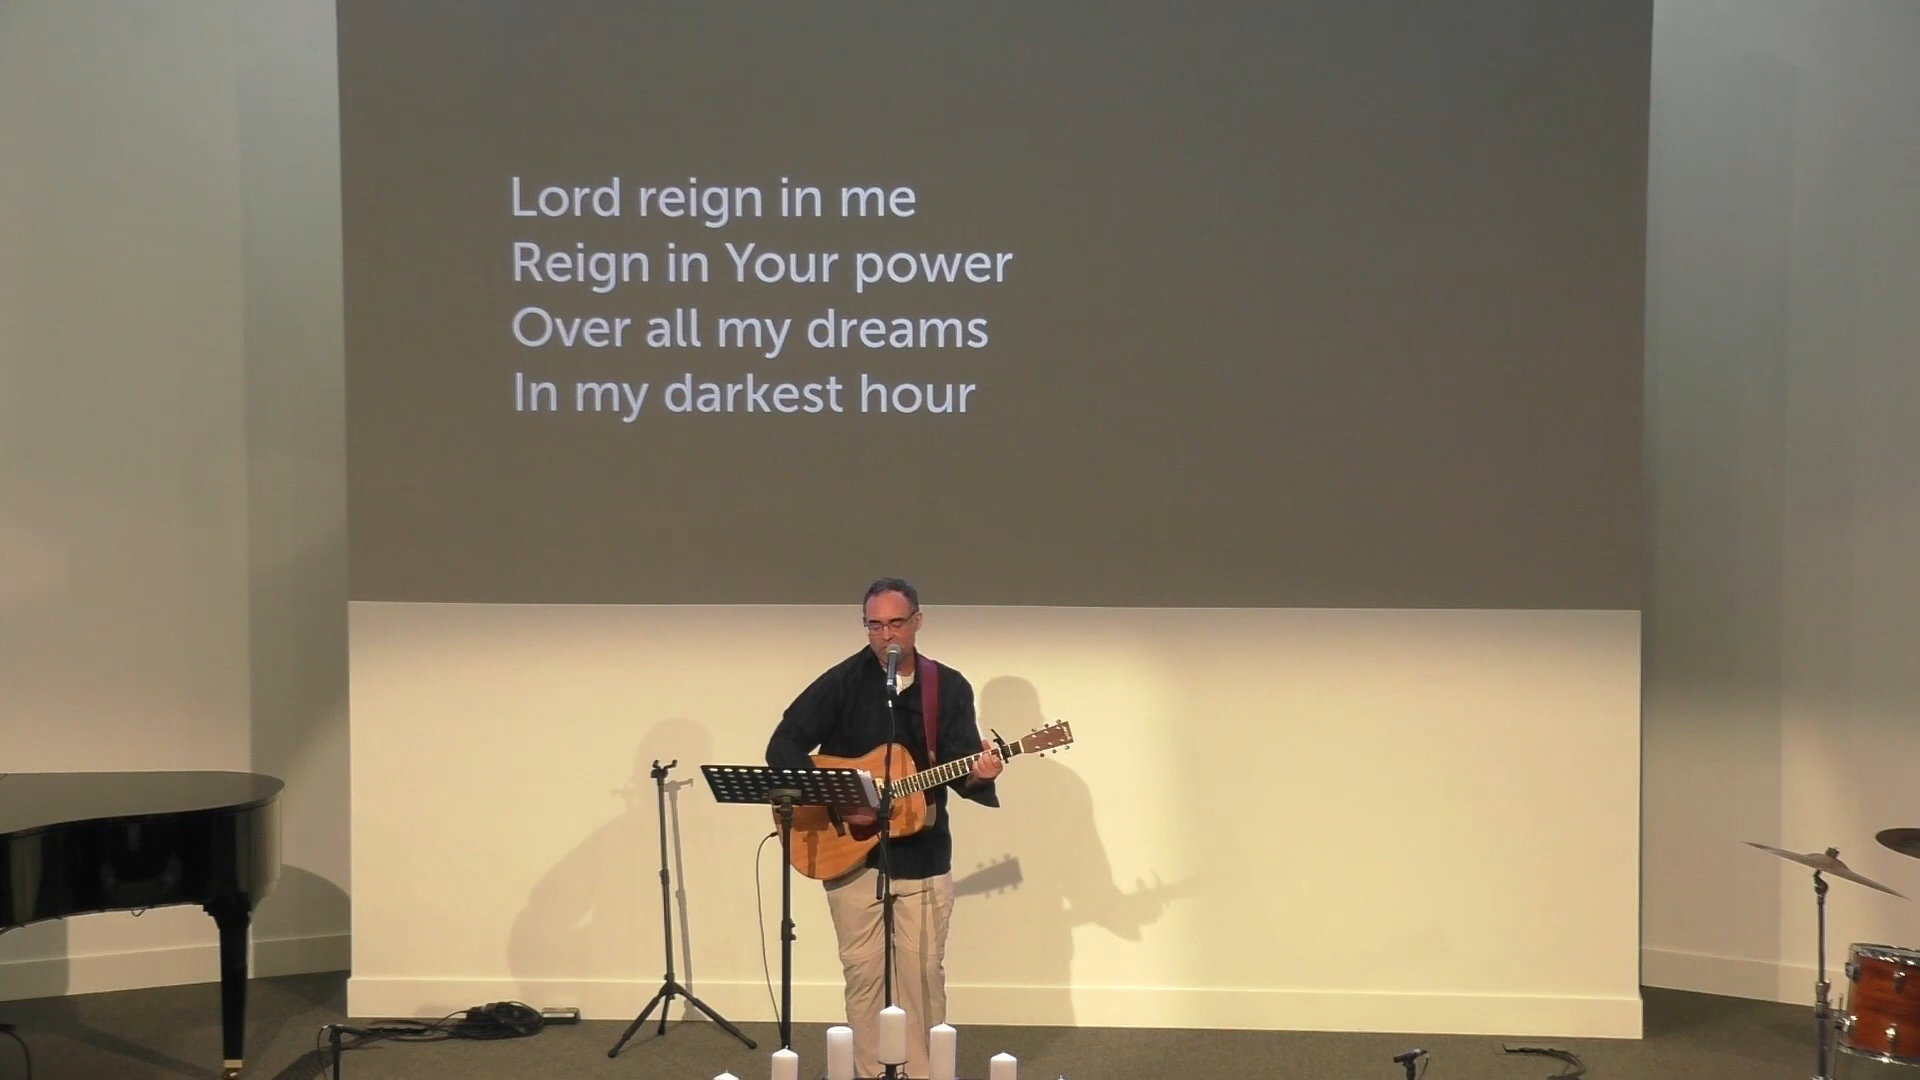 Lord reign in me
Reign in Your power
Over all my dreams
In my darkest hour